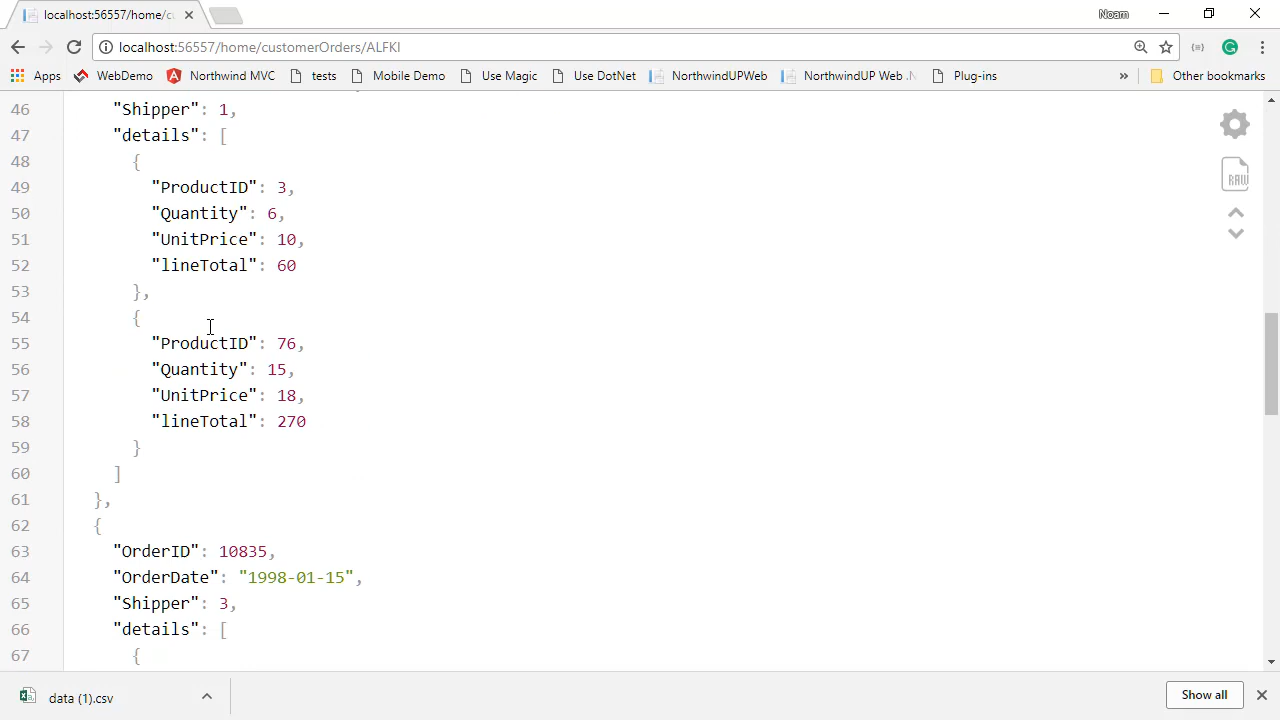 localhost:56557/home/c
Noam
localhost:56557/home/customerOrders/ALFKI
Apps WebDemo Northwind MVC tests Mobile Demo Use Magic Use DotNet NorthwindUPWeb NorthwindUP Web .N Plug-ins » Other bookmarks
46 "Shipper": 1,
47 "details": [
48 {
49 "ProductID": 3,
50 "Quantity": 6,
51 "UnitPrice": 10,
52 "lineTotal": 60
53 },
54 {
55 "ProductID": 76,
56 "Quantity": 15,
57 "UnitPrice": 18,
58 "lineTotal": 270
59 }
60 ]
61 },
62 {
63 "OrderID": 10835,
64 "OrderDate": "1998-01-15",
65 "Shipper": 3,
66 "details": [
67 {
RAW
data (1).csv
Show all